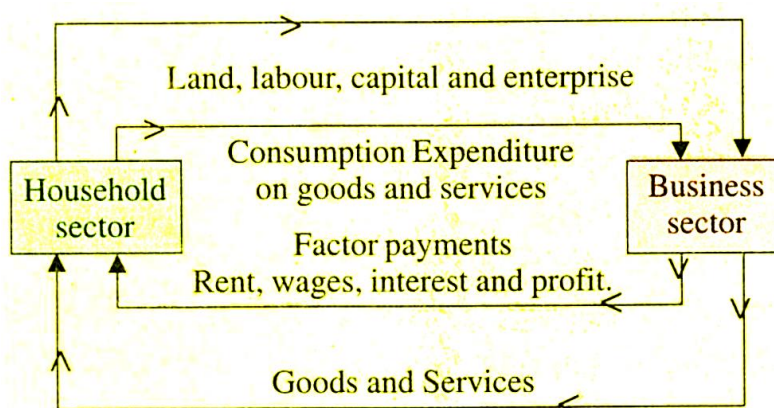 Land, labour, capital and enterprise
Consumption Expenditure
on goods and services
Household
sector
Business
sector
Factor payments
Rent, wages, interest and profit.
Goods and Services